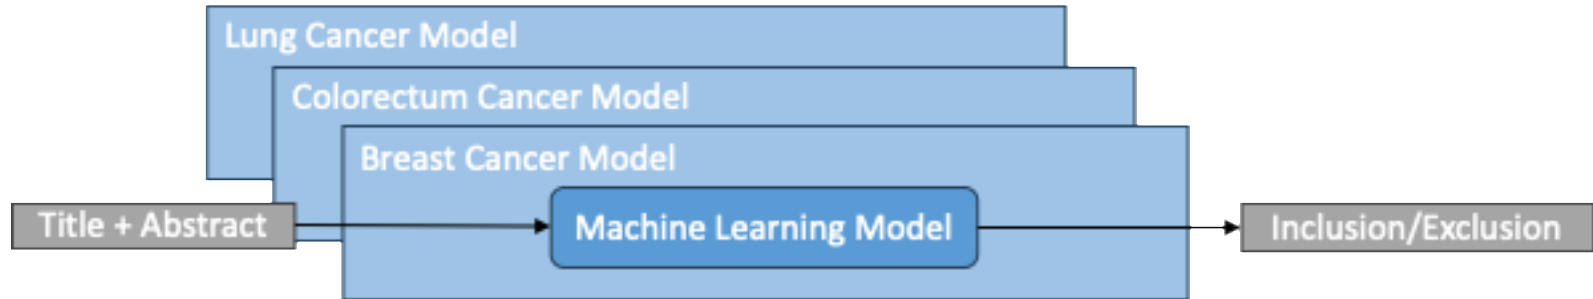 Lung Cancer Model
Colorectum Cancer Model
Breast Cancer Model
Title + Abstract
Machine Learning Model
Inclusion/Exclusion